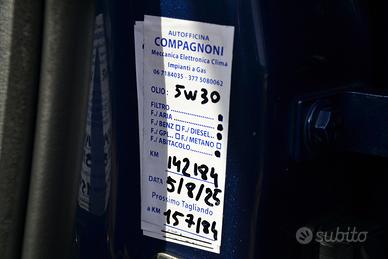 AUTOFFICINA
COMPAGNONI
Meccanica Elettronica Clima
Impianti a Gas
06 7184035 - 377 5080062
OLIO: 5W30
FILTRO
F./ARIA
F./BENZ F./DIESEL
F./GPL F./METANO
F./ABITACOLO
KM 142184
DATA 5/8/25
Prossimo Tagliando
a KM 157184
subito